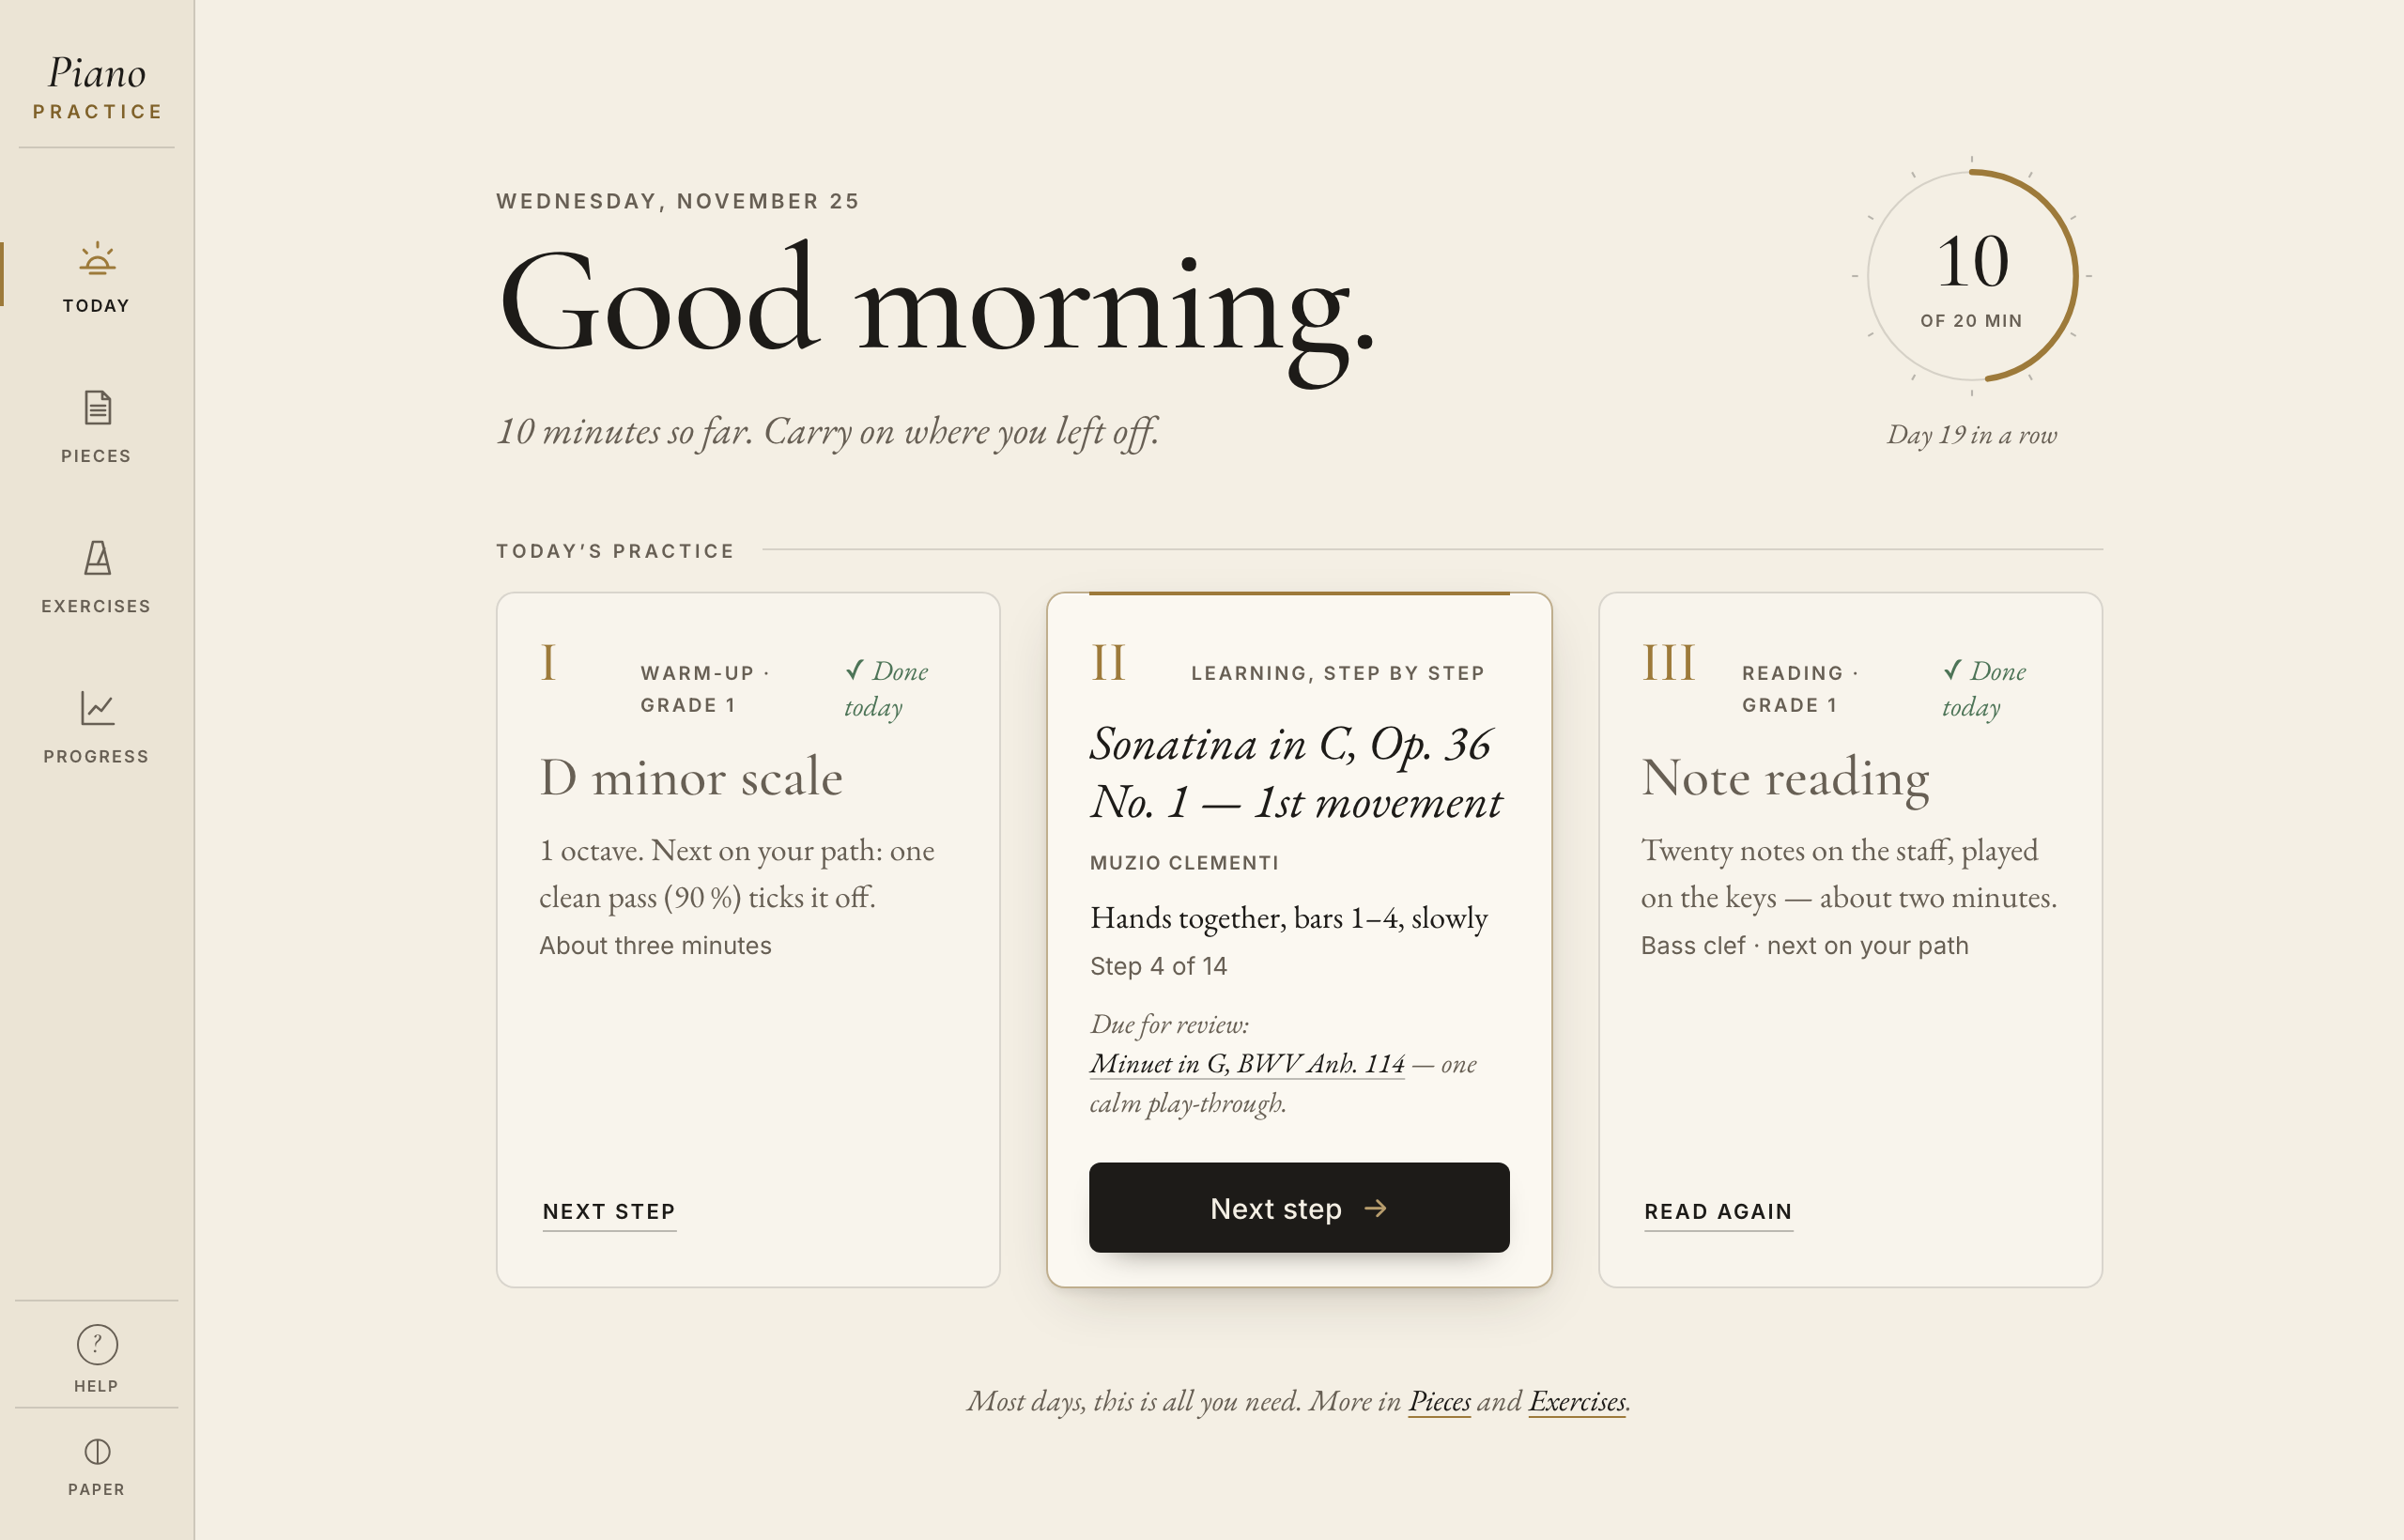 Piano
PRACTICE
TODAY
PIECES
EXERCISES
PROGRESS
?
HELP
PAPER
WEDNESDAY, NOVEMBER 25
Good morning.
10 minutes so far. Carry on where you left off.
10
OF 20 MIN
Day 19 in a row
TODAY’S PRACTICE
I
WARM-UP ·
GRADE 1
✓ Done
today
D minor scale
1 octave. Next on your path: one
clean pass (90 %) ticks it off.
About three minutes
NEXT STEP
II
LEARNING, STEP BY STEP
Sonatina in C, Op. 36
No. 1 — 1st movement
MUZIO CLEMENTI
Hands together, bars 1–4, slowly
Step 4 of 14
Due for review:
Minuet in G, BWV Anh. 114 — one
calm play-through.
Next step →
III
READING ·
GRADE 1
✓ Done
today
Note reading
Twenty notes on the staff, played
on the keys — about two minutes.
Bass clef · next on your path
READ AGAIN
Most days, this is all you need. More in Pieces and Exercises.